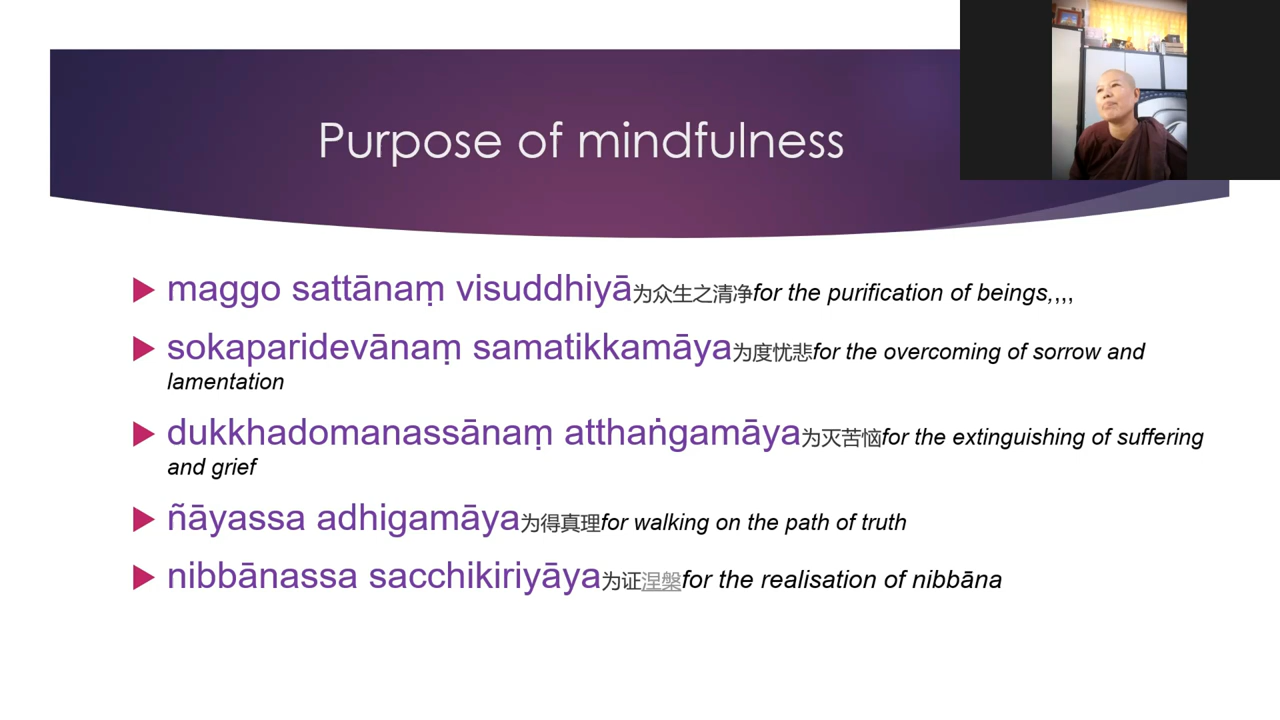 Purpose of mindfulness
maggo sattānaṃ visuddhiyā为众生之清净for the purification of beings,,,,
sokaparidevānaṃ samatikkamāya为度忧悲for the overcoming of sorrow and
lamentation
dukkhadomanassānaṃ atthaṅgamāya为灭苦恼for the extinguishing of suffering
and grief
ñāyassa adhigamāya为得真理for walking on the path of truth
nibbānassa sacchikiriyāya为证涅槃for the realisation of nibbāna